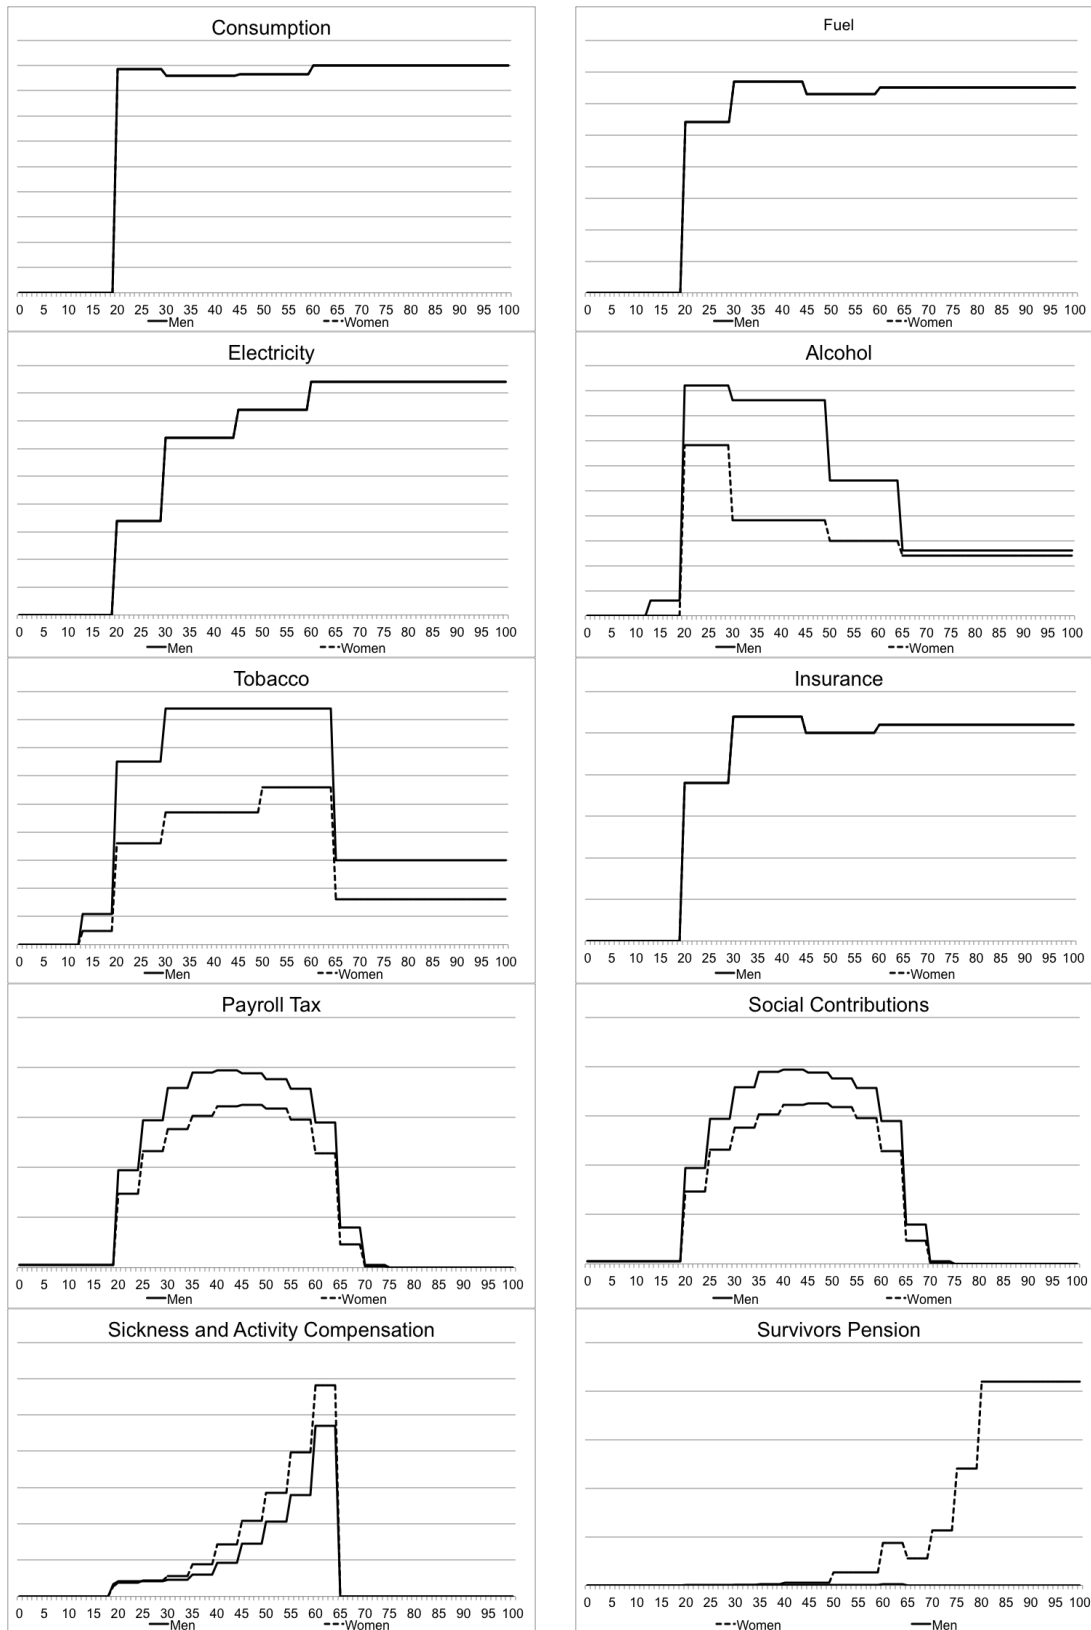 Consumption
0 5 10 15 20 25 30 35 40 45 50 55 60 65 70 75 80 85 90 95 100
Men Women
Fuel
0 5 10 15 20 25 30 35 40 45 50 55 60 65 70 75 80 85 90 95 100
Men Women
Electricity
0 5 10 15 20 25 30 35 40 45 50 55 60 65 70 75 80 85 90 95 100
Men Women
Alcohol
0 5 10 15 20 25 30 35 40 45 50 55 60 65 70 75 80 85 90 95 100
Men Women
Tobacco
0 5 10 15 20 25 30 35 40 45 50 55 60 65 70 75 80 85 90 95 100
Men Women
Insurance
0 5 10 15 20 25 30 35 40 45 50 55 60 65 70 75 80 85 90 95 100
Men Women
Payroll Tax
0 5 10 15 20 25 30 35 40 45 50 55 60 65 70 75 80 85 90 95 100
Men Women
Social Contributions
0 5 10 15 20 25 30 35 40 45 50 55 60 65 70 75 80 85 90 95 100
Men Women
Sickness and Activity Compensation
0 5 10 15 20 25 30 35 40 45 50 55 60 65 70 75 80 85 90 95 100
Men Women
Survivors Pension
0 5 10 15 20 25 30 35 40 45 50 55 60 65 70 75 80 85 90 95 100
Women Men